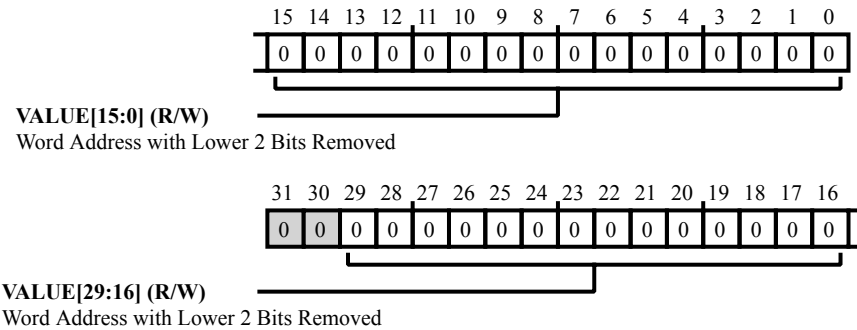 15 14 13 12 11 10 9 8 7 6 5 4 3 2 1 0
0 0 0 0 0 0 0 0 0 0 0 0 0 0 0 0
VALUE[15:0] (R/W)
Word Address with Lower 2 Bits Removed
31 30 29 28 27 26 25 24 23 22 21 20 19 18 17 16
0 0 0 0 0 0 0 0 0 0 0 0 0 0 0 0
VALUE[29:16] (R/W)
Word Address with Lower 2 Bits Removed